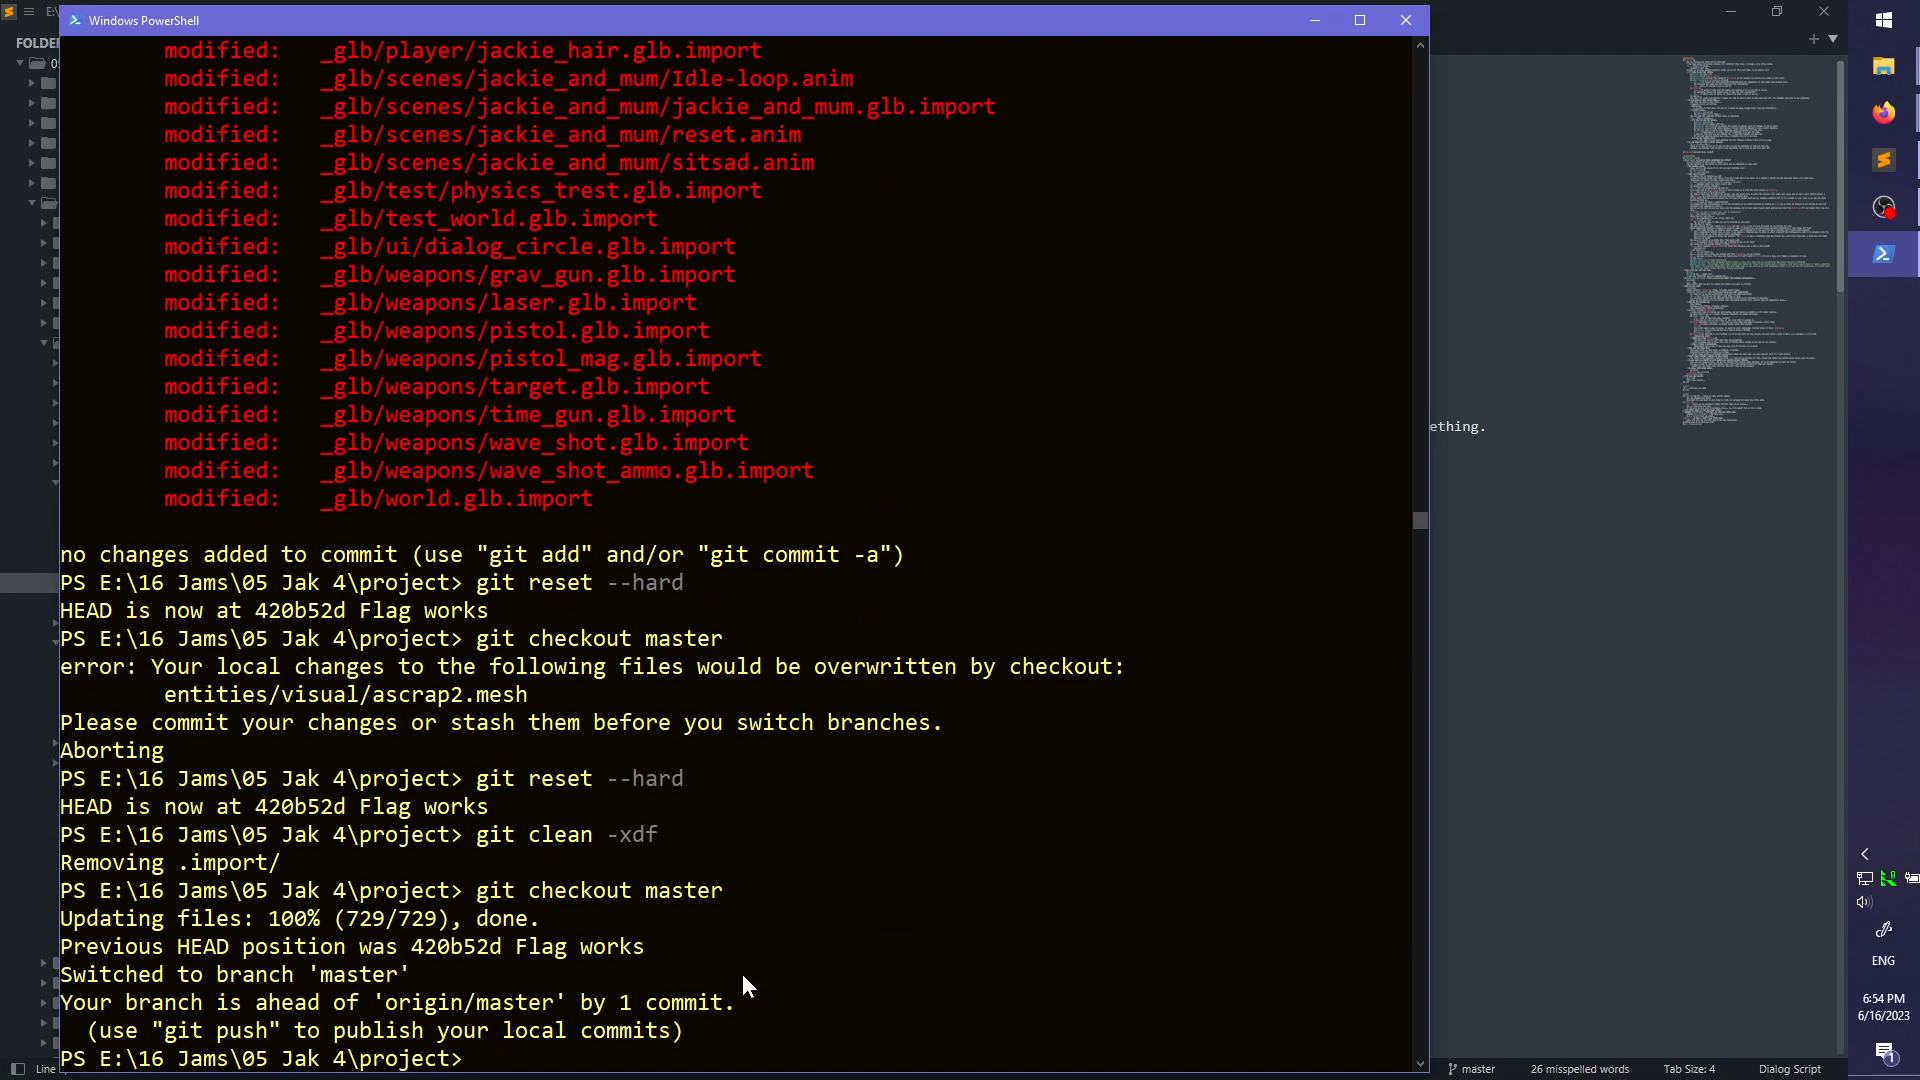 E:\
Windows PowerShell
FOLDE
05
modified:   _glb/player/jackie_hair.glb.import
modified:   _glb/scenes/jackie_and_mum/Idle-loop.anim
modified:   _glb/scenes/jackie_and_mum/jackie_and_mum.glb.import
modified:   _glb/scenes/jackie_and_mum/reset.anim
modified:   _glb/scenes/jackie_and_mum/sitsad.anim
modified:   _glb/test/physics_trest.glb.import
modified:   _glb/test_world.glb.import
modified:   _glb/ui/dialog_circle.glb.import
modified:   _glb/weapons/grav_gun.glb.import
modified:   _glb/weapons/laser.glb.import
modified:   _glb/weapons/pistol.glb.import
modified:   _glb/weapons/pistol_mag.glb.import
modified:   _glb/weapons/target.glb.import
modified:   _glb/weapons/time_gun.glb.import
ething.
modified:   _glb/weapons/wave_shot.glb.import
modified:   _glb/weapons/wave_shot_ammo.glb.import
modified:   _glb/world.glb.import
no changes added to commit (use "git add" and/or "git commit -a")
PS E:\16 Jams\05 Jak 4\project> git reset --hard
HEAD is now at 420b52d Flag works
PS E:\16 Jams\05 Jak 4\project> git checkout master
error: Your local changes to the following files would be overwritten by checkout:
entities/visual/ascrap2.mesh
Please commit your changes or stash them before you switch branches.
Aborting
PS E:\16 Jams\05 Jak 4\project> git reset --hard
HEAD is now at 420b52d Flag works
PS E:\16 Jams\05 Jak 4\project> git clean -xdf
Removing .import/
PS E:\16 Jams\05 Jak 4\project> git checkout master
Updating files: 100% (729/729), done.
Previous HEAD position was 420b52d Flag works
Switched to branch 'master'
Your branch is ahead of 'origin/master' by 1 commit.
(use "git push" to publish your local commits)
PS E:\16 Jams\05 Jak 4\project>
ENG
6:54 PM
6/16/2023
1
Line
master
26 misspelled words
Tab Size: 4
Dialog Script